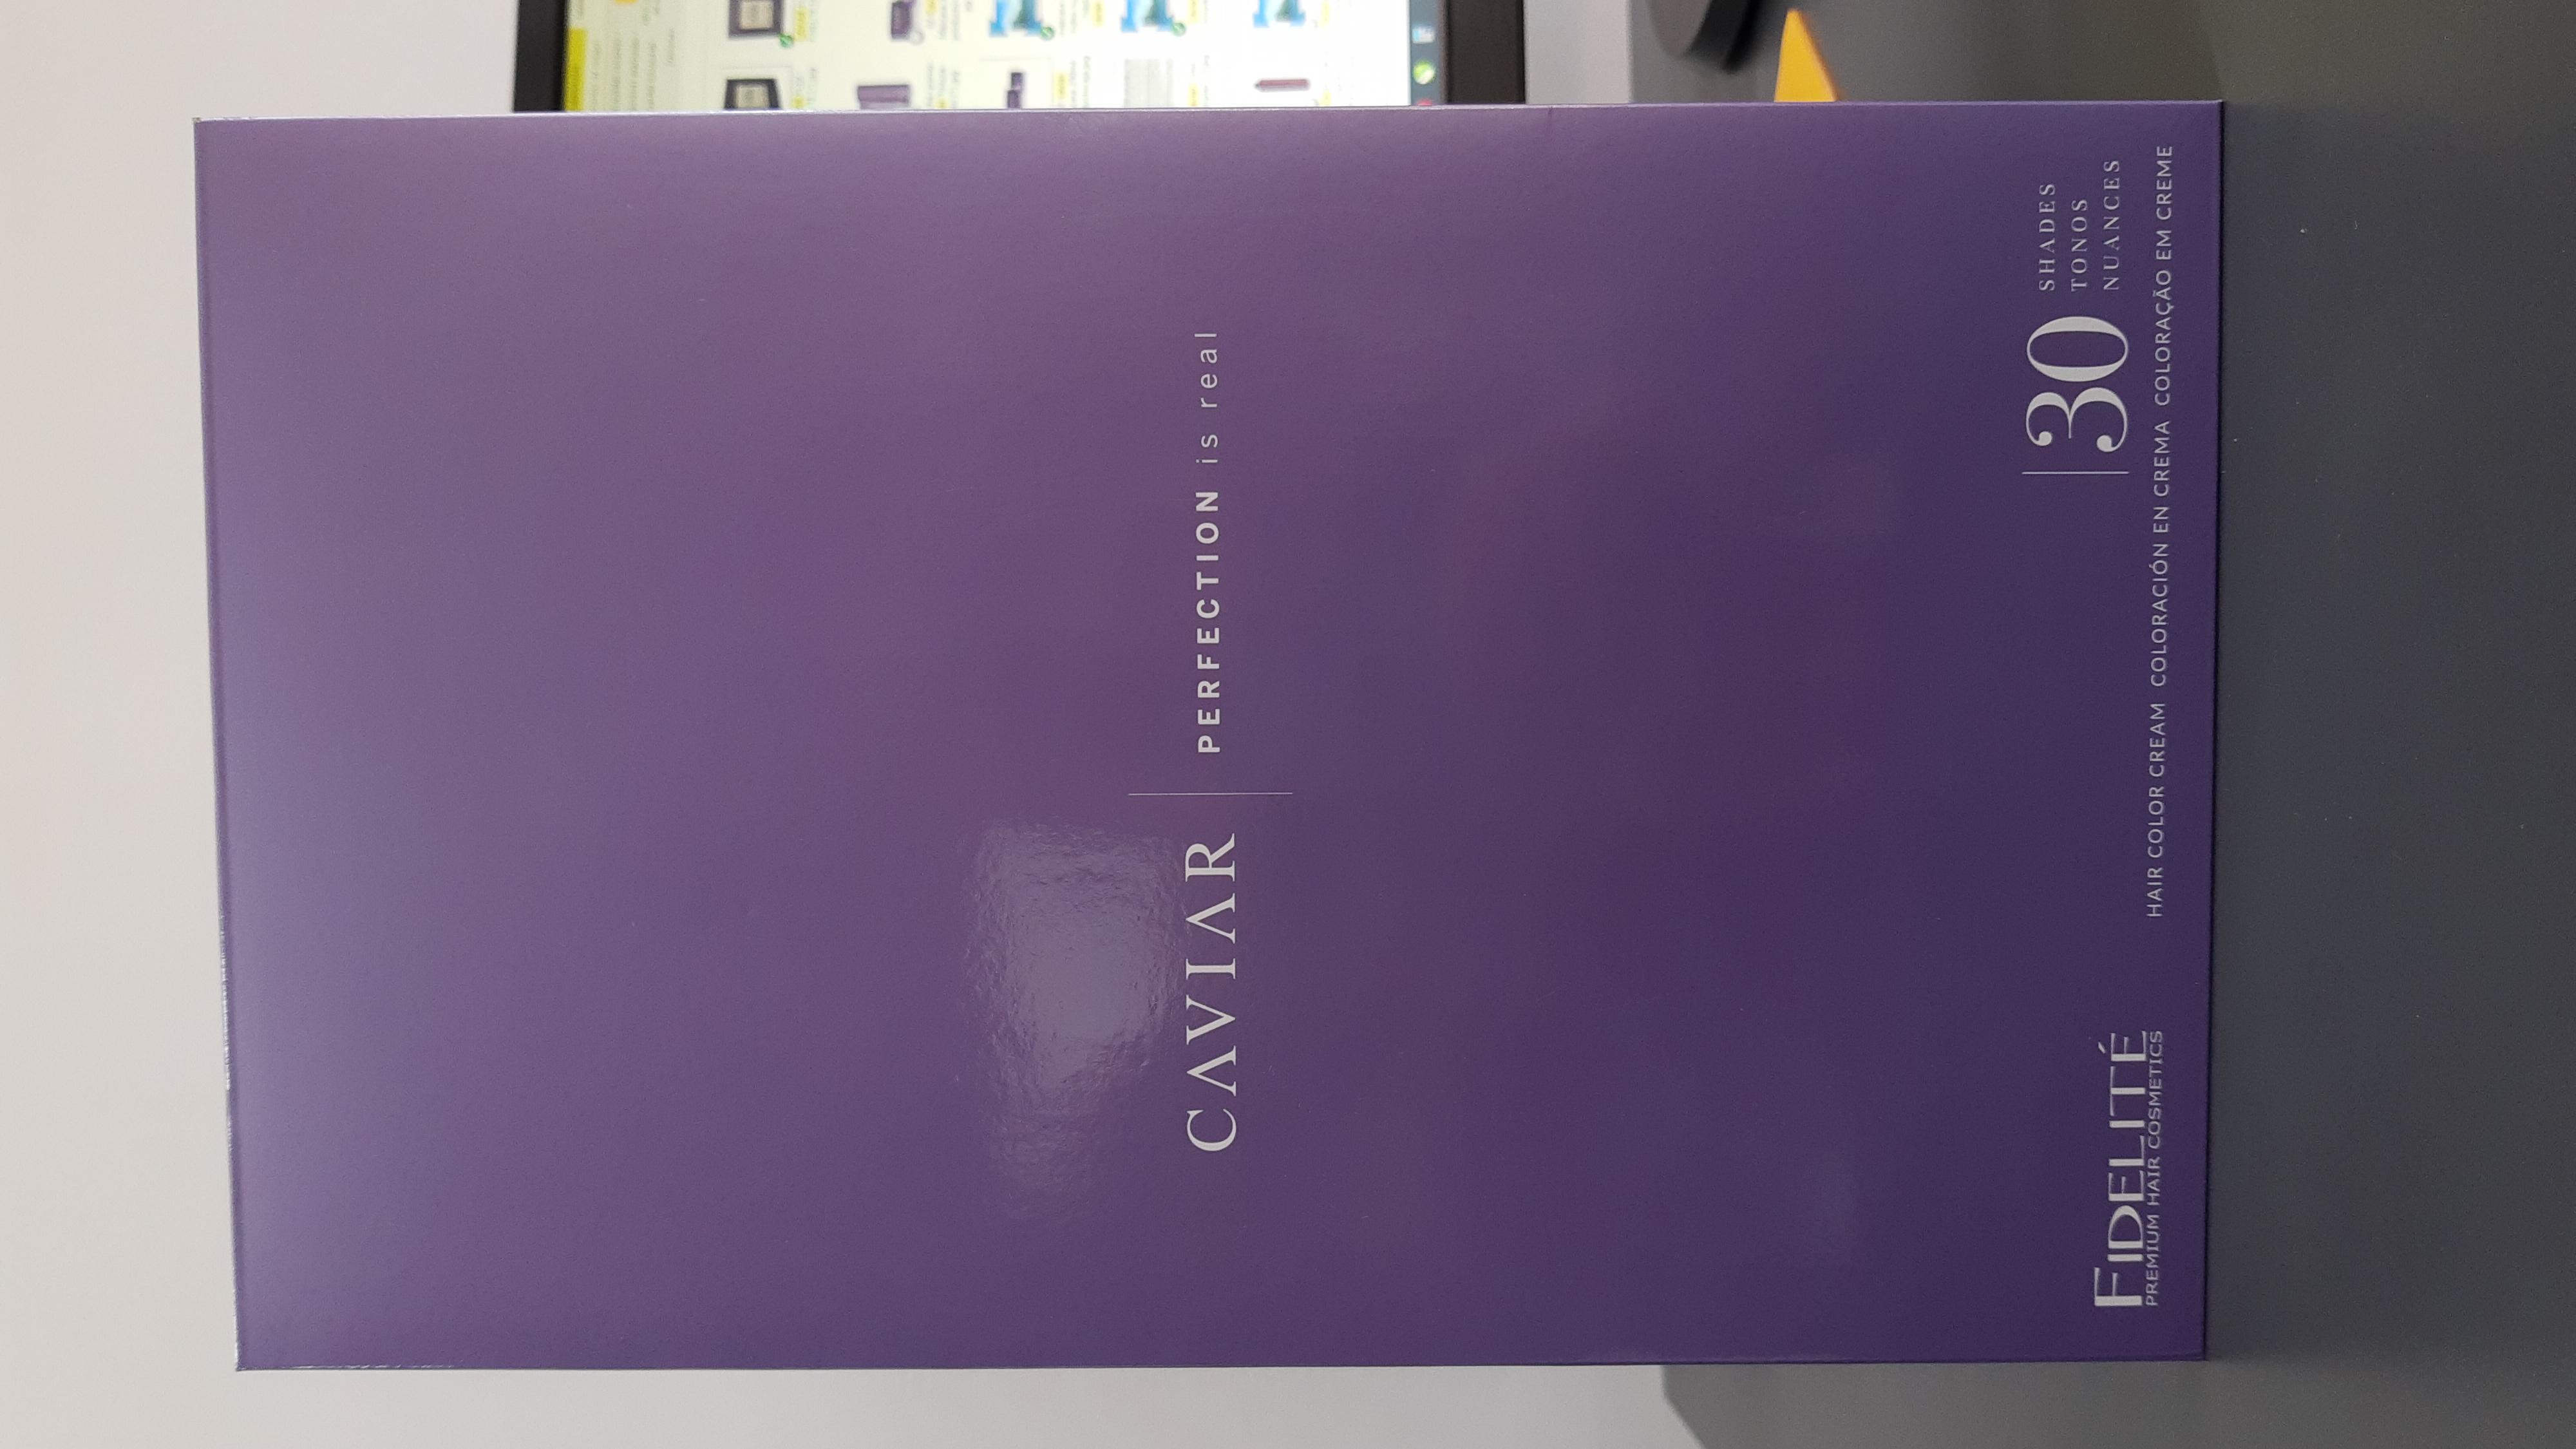 CAVIAR
PERFECTION is real
30
SHADES
TONOS
NUANCES
FIDELITÉ
PREMIUM HAIR COSMETICS
HAIR COLOR CREAM COLORACIÓN EN CREMA COLORAÇÃO EM CREME